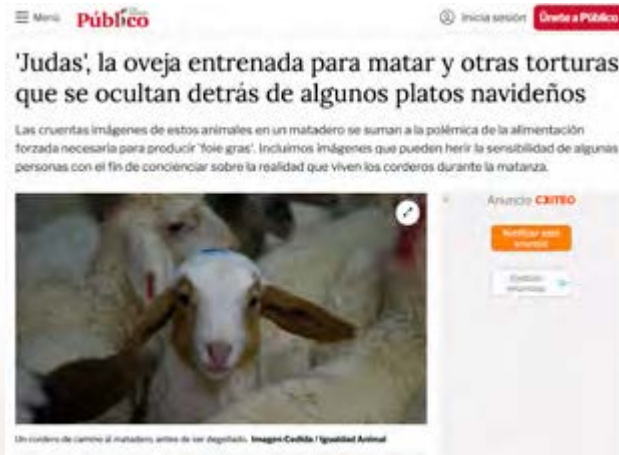 Menú
Público
Inicia sesión
Únete a Público
'Judas', la oveja entrenada para matar y otras torturas
que se ocultan detrás de algunos platos navideños
Las cruentas imágenes de estos animales en un matadero se suman a la polémica de la alimentación
forzada necesaria para producir 'foie gras'. Incluimos imágenes que pueden herir la sensibilidad de algunas
personas con el fin de concienciar sobre la realidad que viven los corderos durante la matanza.
Anuncio CRITEO
Un cordero de camino al matadero, antes de ser degollado. Imagen Cedida / Igualdad Animal